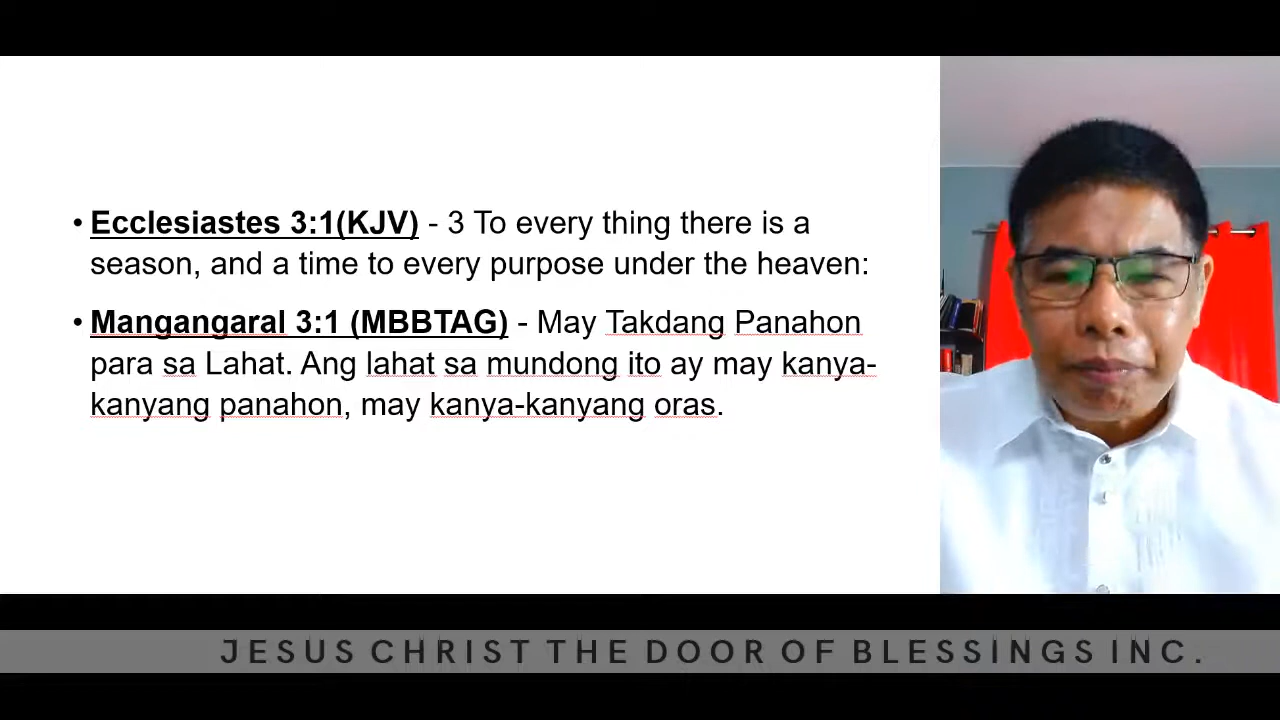 • Ecclesiastes 3:1(KJV) - 3 To every thing there is a
season, and a time to every purpose under the heaven:
• Mangangaral 3:1 (MBBTAG) - May Takdang Panahon
para sa Lahat. Ang lahat sa mundong ito ay may kanya-
kanyang panahon, may kanya-kanyang oras.
JESUS CHRIST THE DOOR OF BLESSINGS INC.